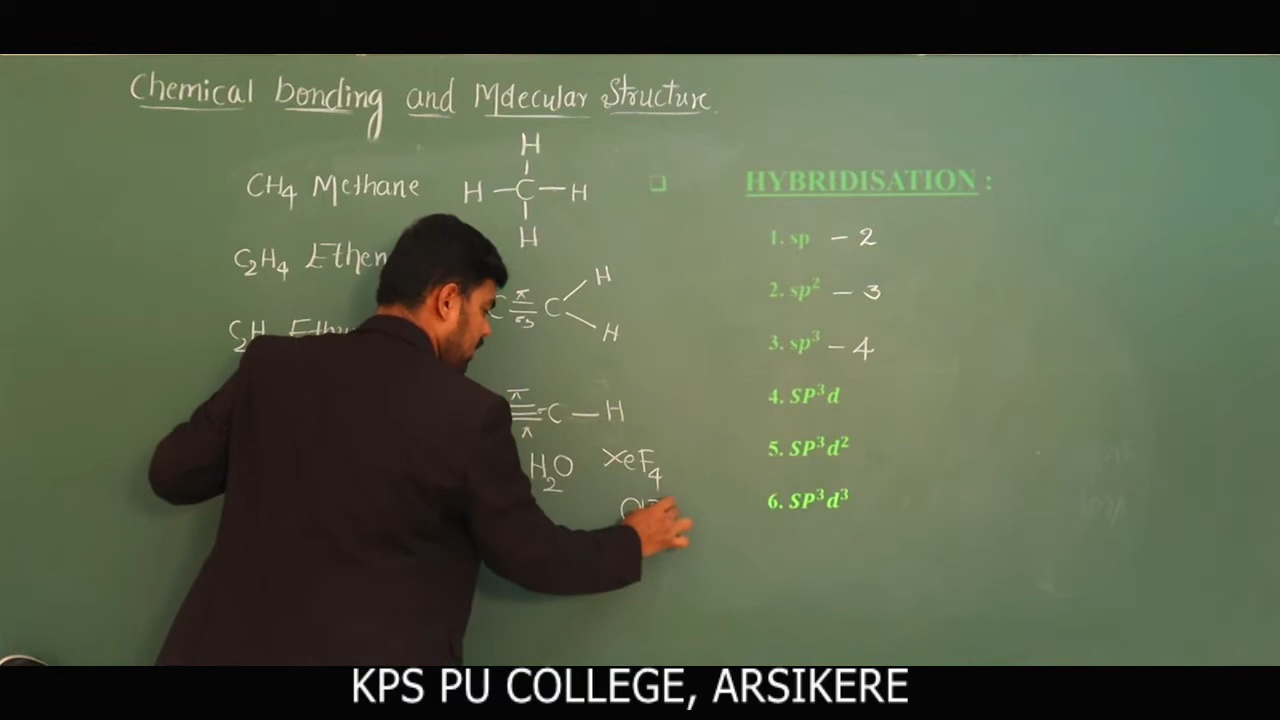 Chemical bonding and Molecular Structure.
H
CH4 Methane H — C — H
H
C2H4 Ethen
H
π C
H
π
C — H
π
H2O XeF4
❑ HYBRIDISATION :
1. sp – 2
2. sp² – 3
3. sp³ – 4
4. SP³d
5. SP³d²
6. SP³d³
KPS PU COLLEGE, ARSIKERE